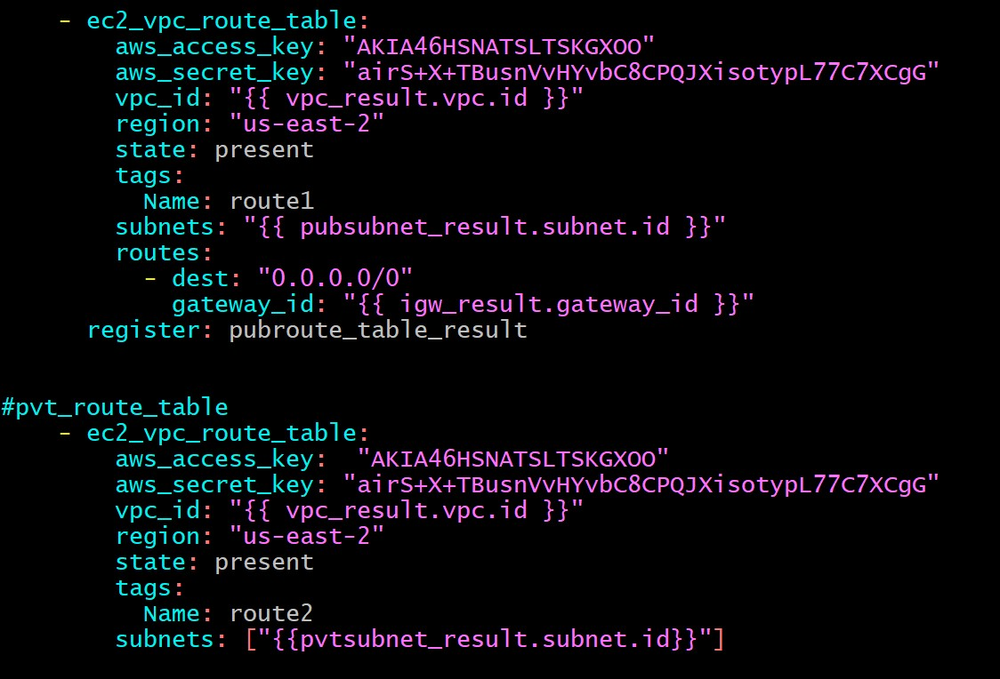 - ec2_vpc_route_table:
aws_access_key: "AKIA46HSNATSLTSKGXOO"
aws_secret_key: "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"
vpc_id: "{{ vpc_result.vpc.id }}"
region: "us-east-2"
state: present
tags:
Name: route1
subnets: "{{ pubsubnet_result.subnet.id }}"
routes:
- dest: "0.0.0.0/0"
gateway_id: "{{ igw_result.gateway_id }}"
register: pubroute_table_result
#pvt_route_table
- ec2_vpc_route_table:
aws_access_key:  "AKIA46HSNATSLTSKGXOO"
aws_secret_key: "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"
vpc_id: "{{ vpc_result.vpc.id }}"
region: "us-east-2"
state: present
tags:
Name: route2
subnets: ["{{pvtsubnet_result.subnet.id}}"]